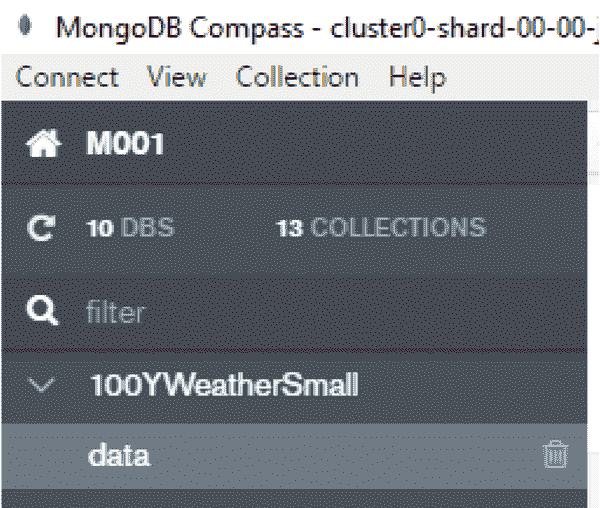 MongoDB Compass - cluster0-shard-00-00-
Connect View Collection Help
M001
10 DBS 13 COLLECTIONS
filter
100YWeatherSmall
data